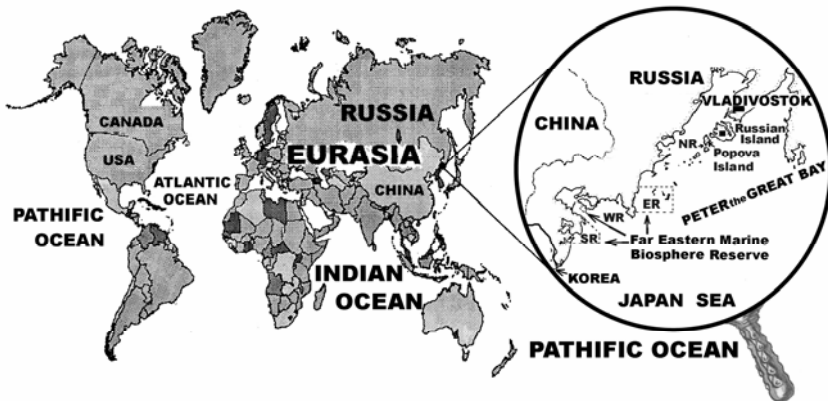 CANADA
USA
ATLANTIC
OCEAN
PATHIFIC
OCEAN
RUSSIA
EURASIA
CHINA
INDIAN
OCEAN
RUSSIA
VLADIVOSTOK
CHINA
Russian
Island
NR
Popova
Island
ER
PETER the GREAT BAY
WR
SR
Far Eastern Marine
Biosphere Reserve
KOREA
JAPAN SEA
PATHIFIC OCEAN